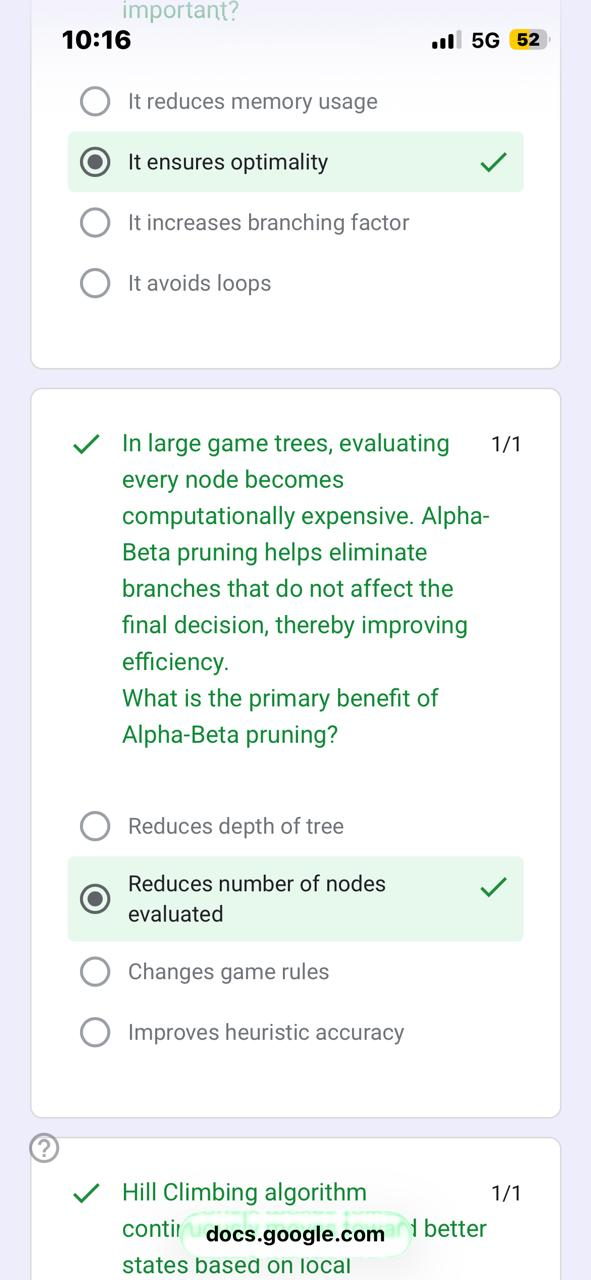 important?
10:16
5G
52
It reduces memory usage
It ensures optimality
It increases branching factor
It avoids loops
In large game trees, evaluating 1/1
every node becomes
computationally expensive. Alpha-
Beta pruning helps eliminate
branches that do not affect the
final decision, thereby improving
efficiency.
What is the primary benefit of
Alpha-Beta pruning?
Reduces depth of tree
Reduces number of nodes
evaluated
Changes game rules
Improves heuristic accuracy
?
Hill Climbing algorithm 1/1
better
docs.google.com
states based on local